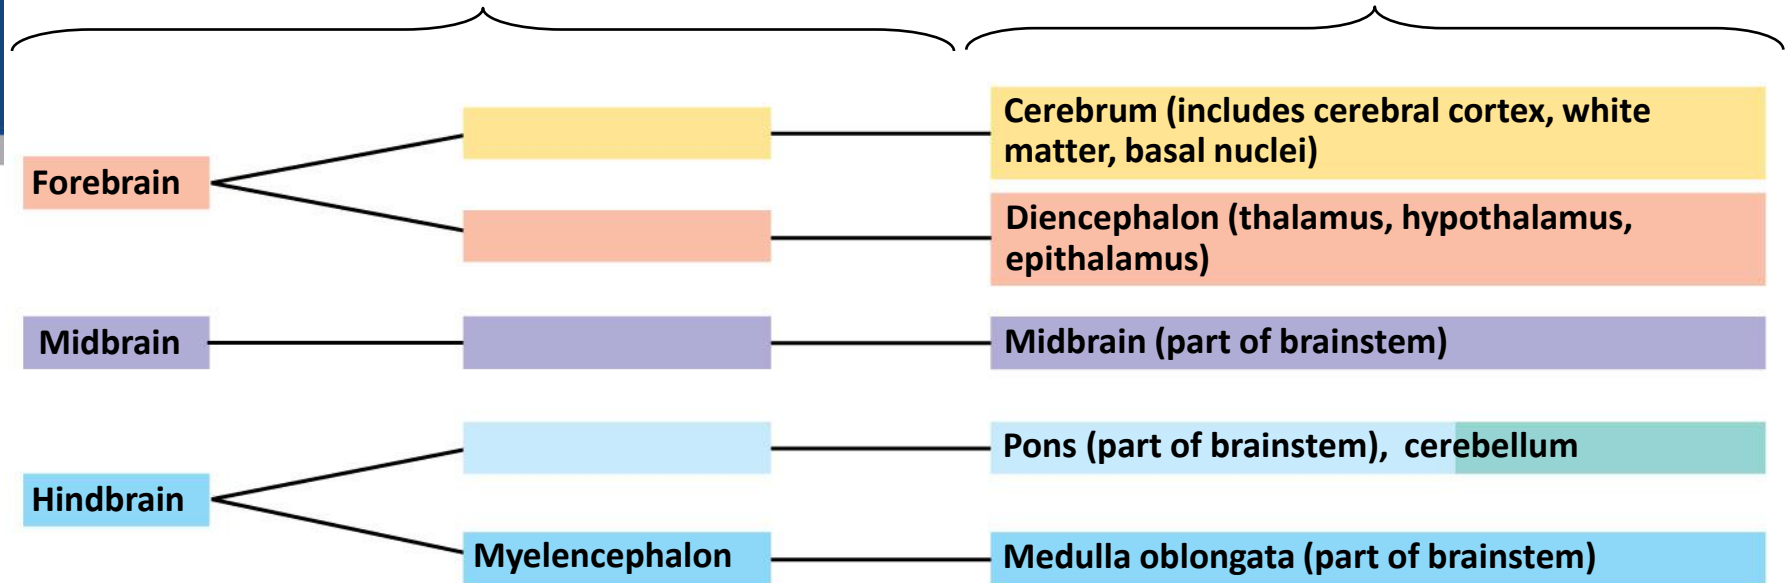 Cerebrum (includes cerebral cortex, white
matter, basal nuclei)
Forebrain
Diencephalon (thalamus, hypothalamus,
epithalamus)
Midbrain
Midbrain (part of brainstem)
Pons (part of brainstem),  cerebellum
Hindbrain
Myelencephalon
Medulla oblongata (part of brainstem)